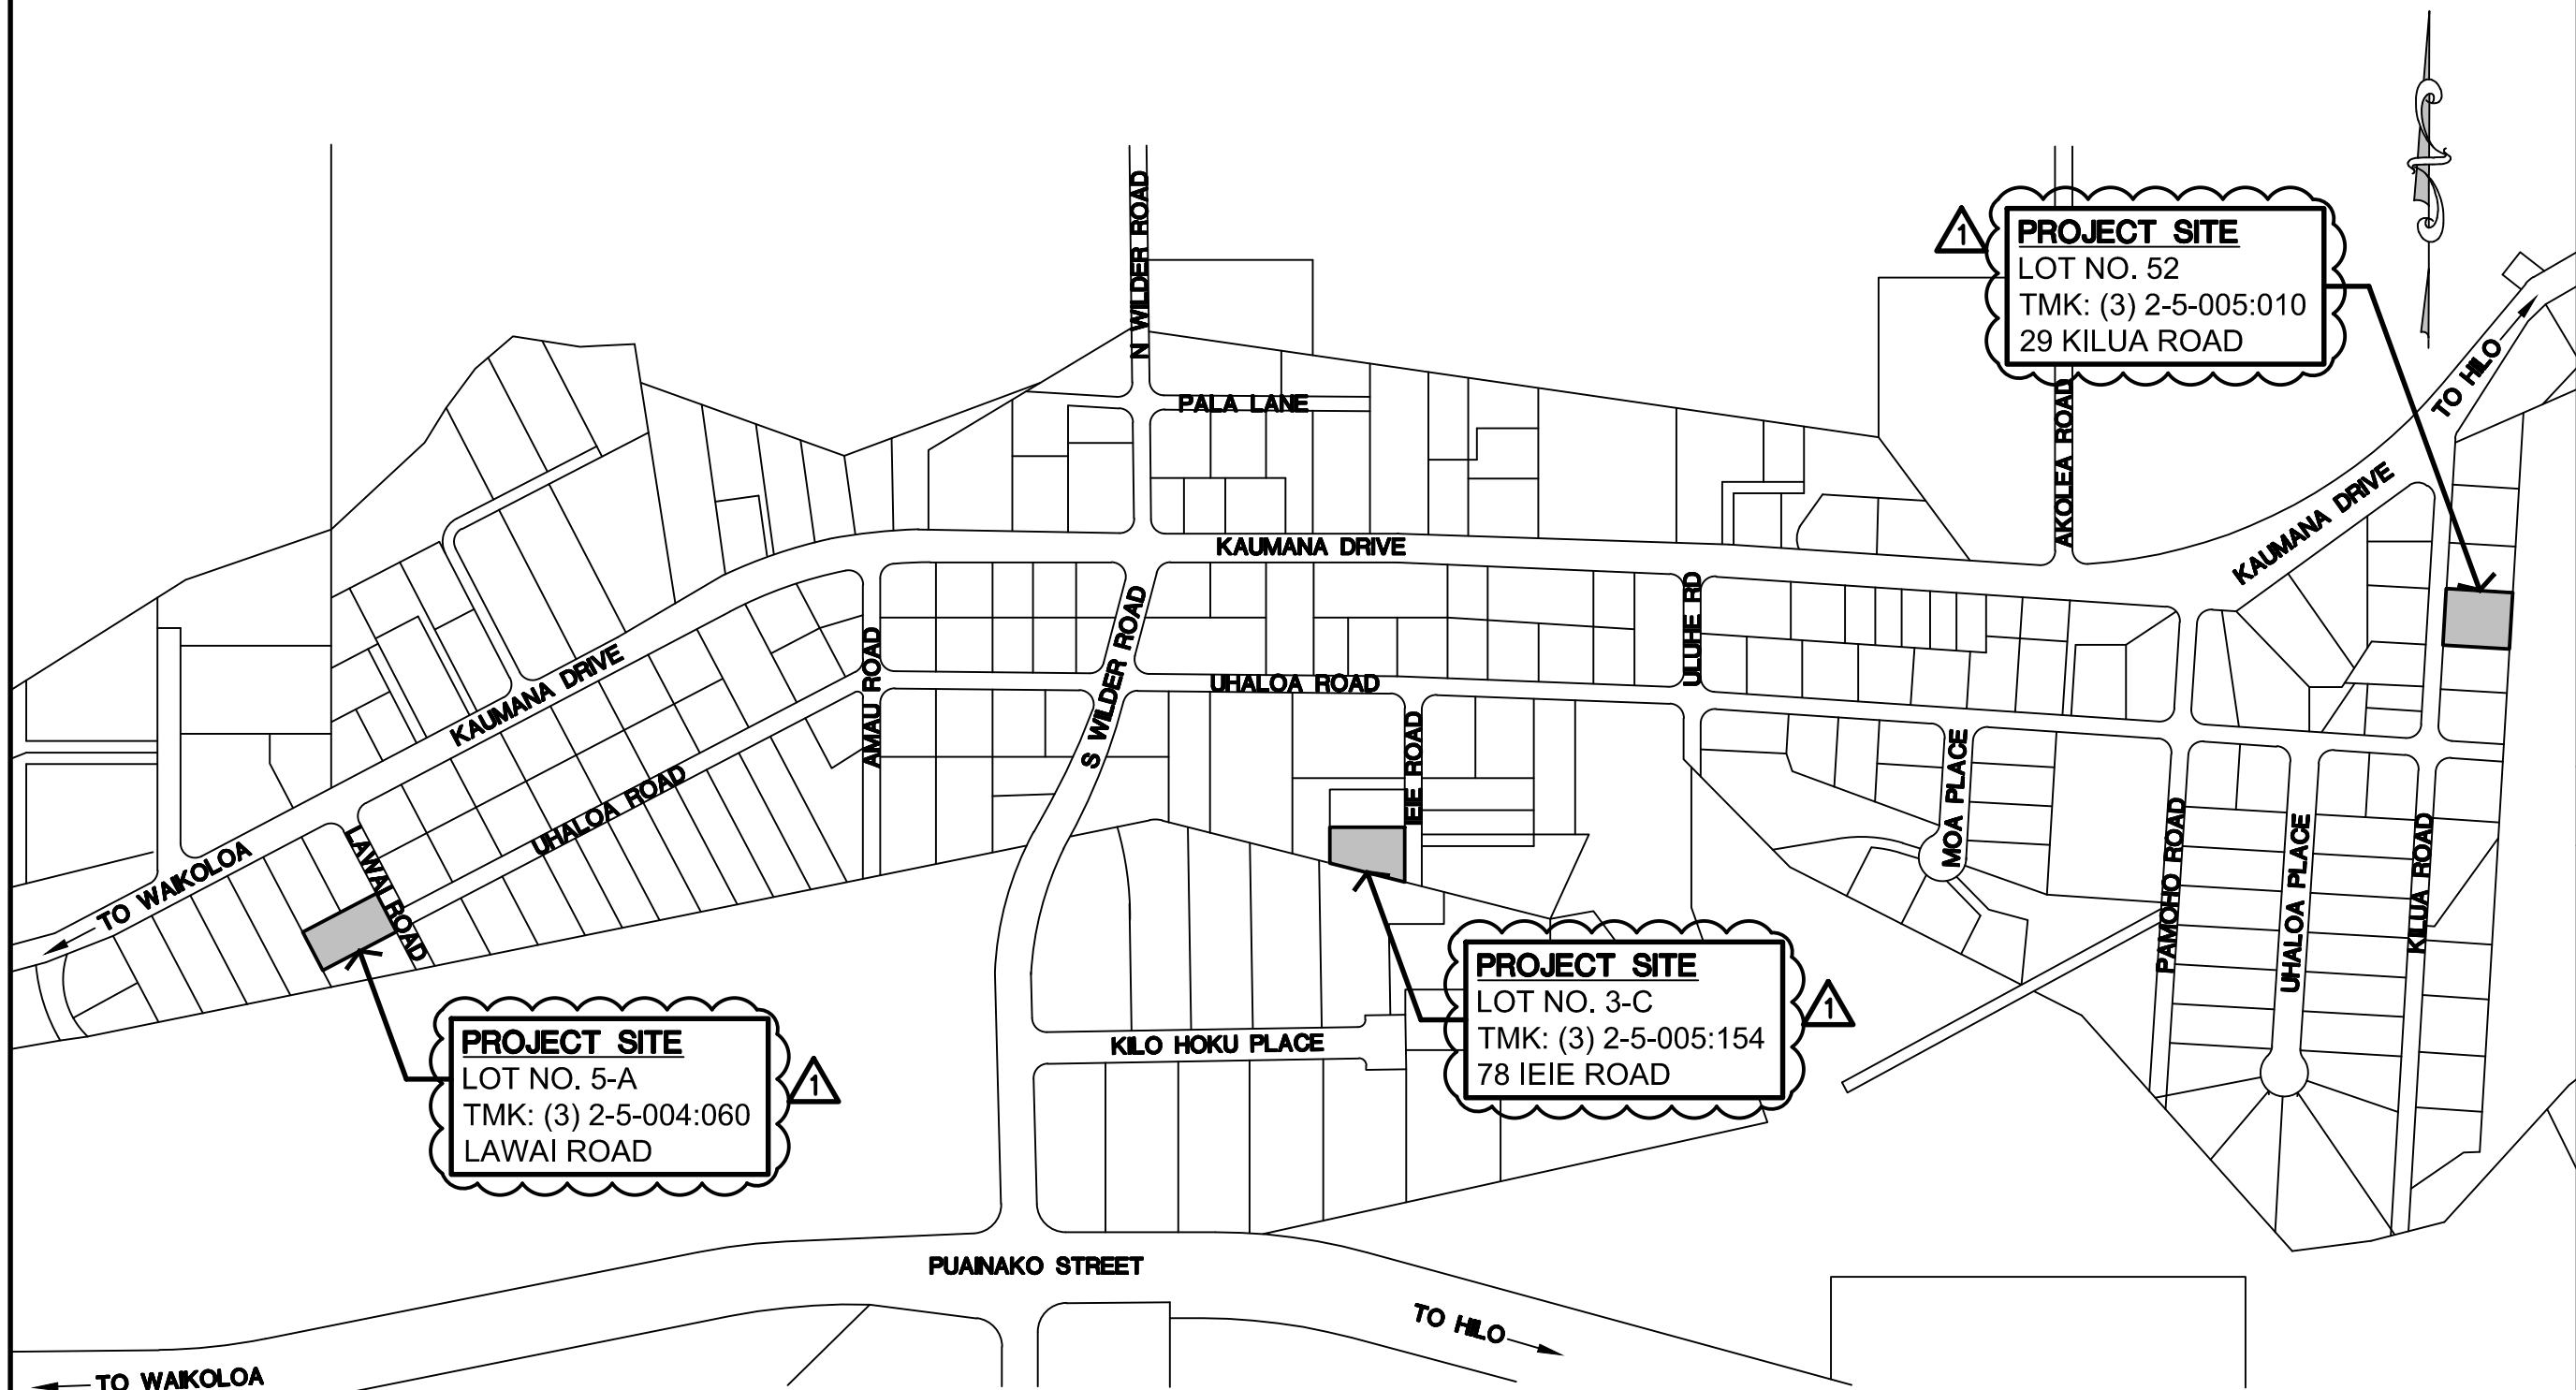 N WILDER ROAD
1
PROJECT SITE
LOT NO. 52
TMK: (3) 2-5-005:010
29 KILUA ROAD
TO HILO
PALA LANE
AKOLEA ROAD
KAUMANA DRIVE
KAUMANA DRIVE
ULUHE RD
S WILDER ROAD
AMAU ROAD
KAUMANA DRIVE
UHALOA ROAD
IEIE ROAD
MOA PLACE
UHALOA ROAD
LAWAI ROAD
TO WAIKOLOA
PAMOHO ROAD
UHALOA PLACE
KILUA ROAD
PROJECT SITE
LOT NO. 3-C
TMK: (3) 2-5-005:154
78 IEIE ROAD
1
PROJECT SITE
LOT NO. 5-A
TMK: (3) 2-5-004:060
LAWAI ROAD
1
KILO HOKU PLACE
PUAINAKO STREET
TO HILO
TO WAIKOLOA